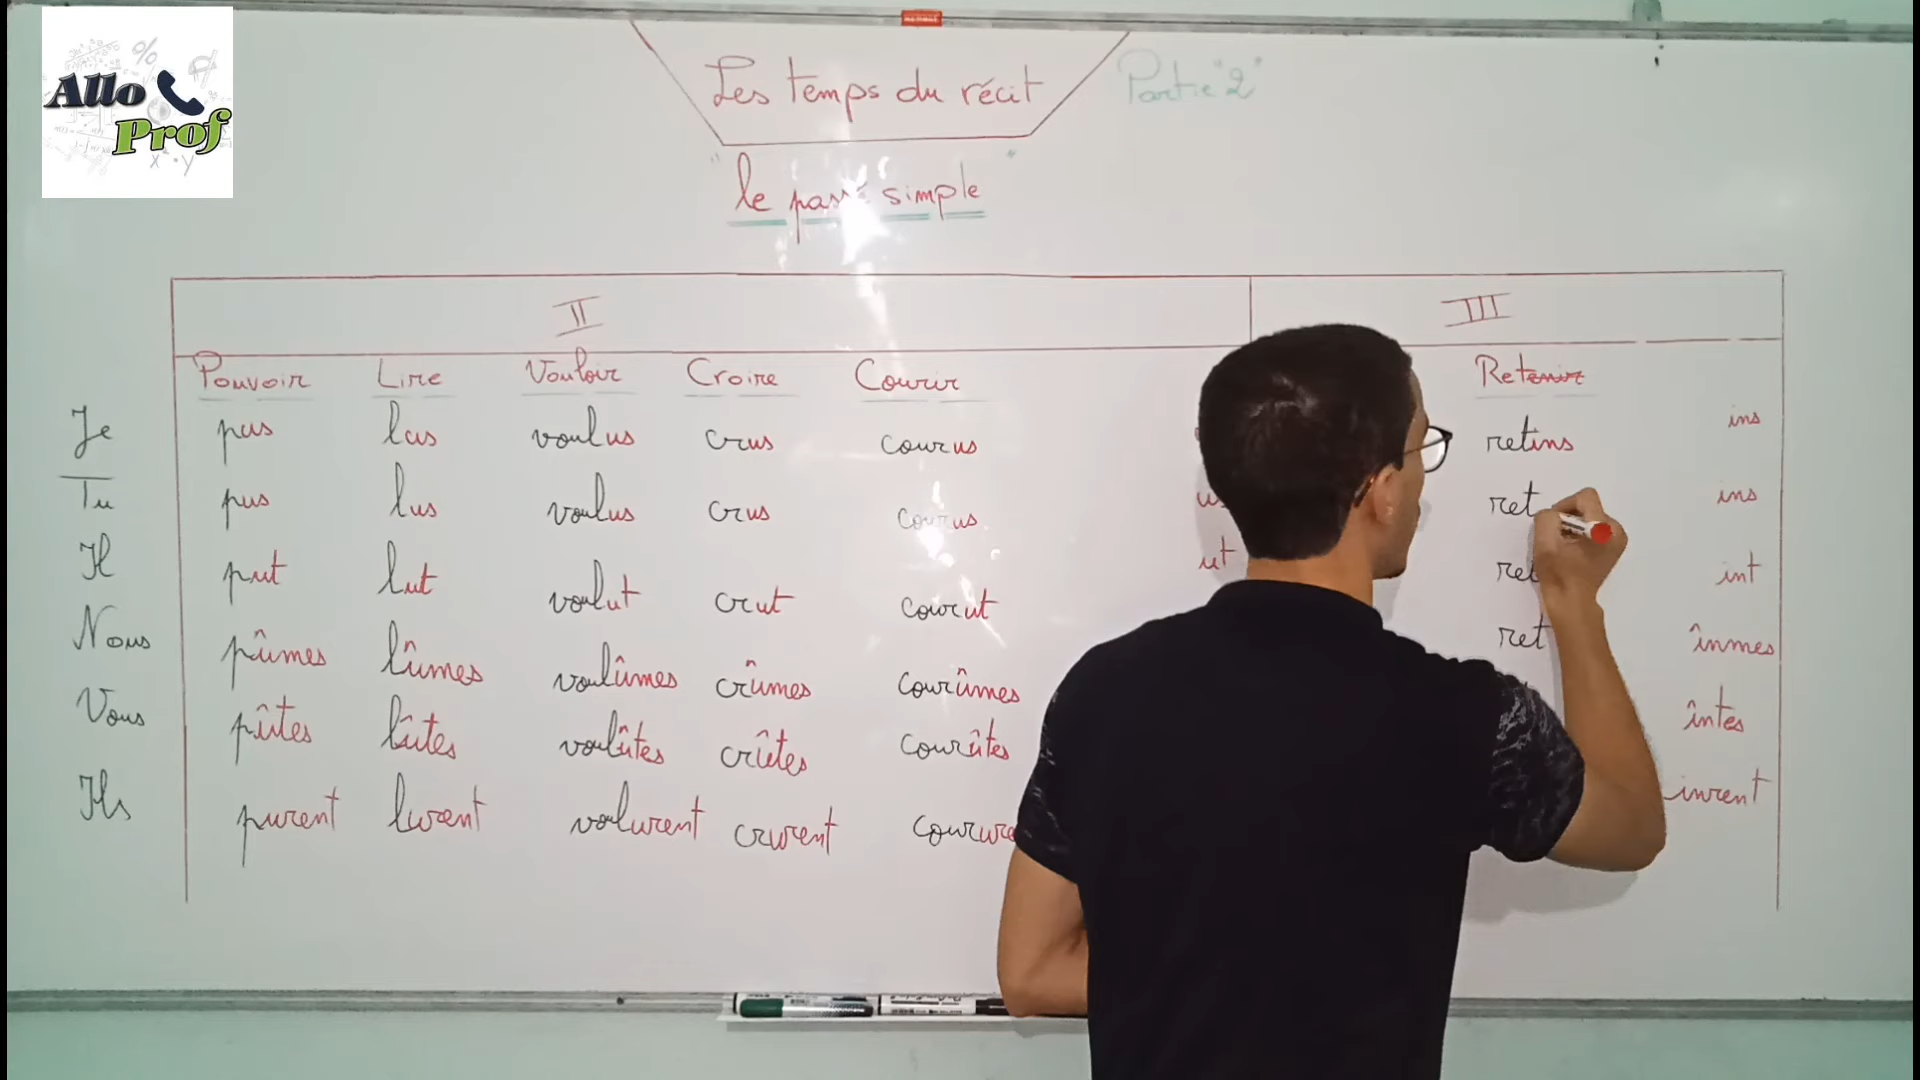 Allo
Prof
Les temps du récit
Partie "2"
"le passé simple"
II III
Pouvoir Lire Vouloir Croire Courir Retenir
Je pus lus voulus crus courus retins ins
Tu pus lus voulus crus courus ret ins
Il put lut voulut crut courut ut ret int
Nous pûmes lûmes voulûmes crûmes courûmes ret înmes
Vous pûtes lûtes voulûtes crûtes courûtes întes
Ils purent lurent voulurent crurent inrent